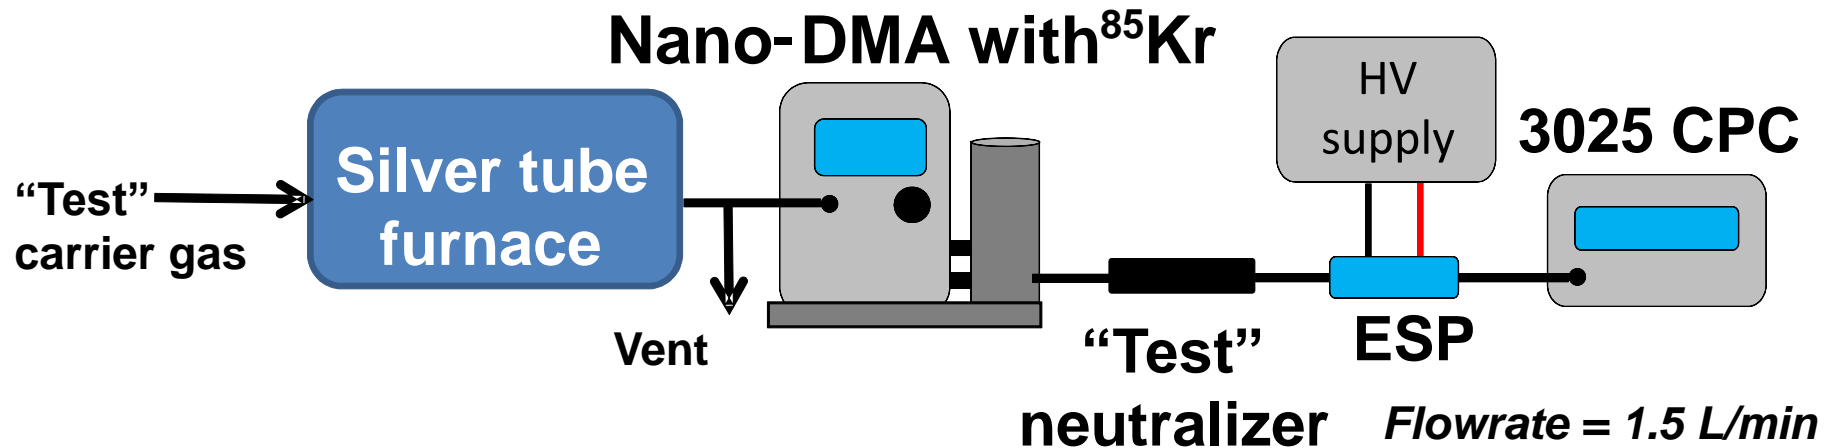 Nano-DMA with⁸⁵Kr
HV
supply
3025 CPC
Silver tube
furnace
“Test”
carrier gas
Vent
“Test”
neutralizer
ESP
Flowrate = 1.5 L/min